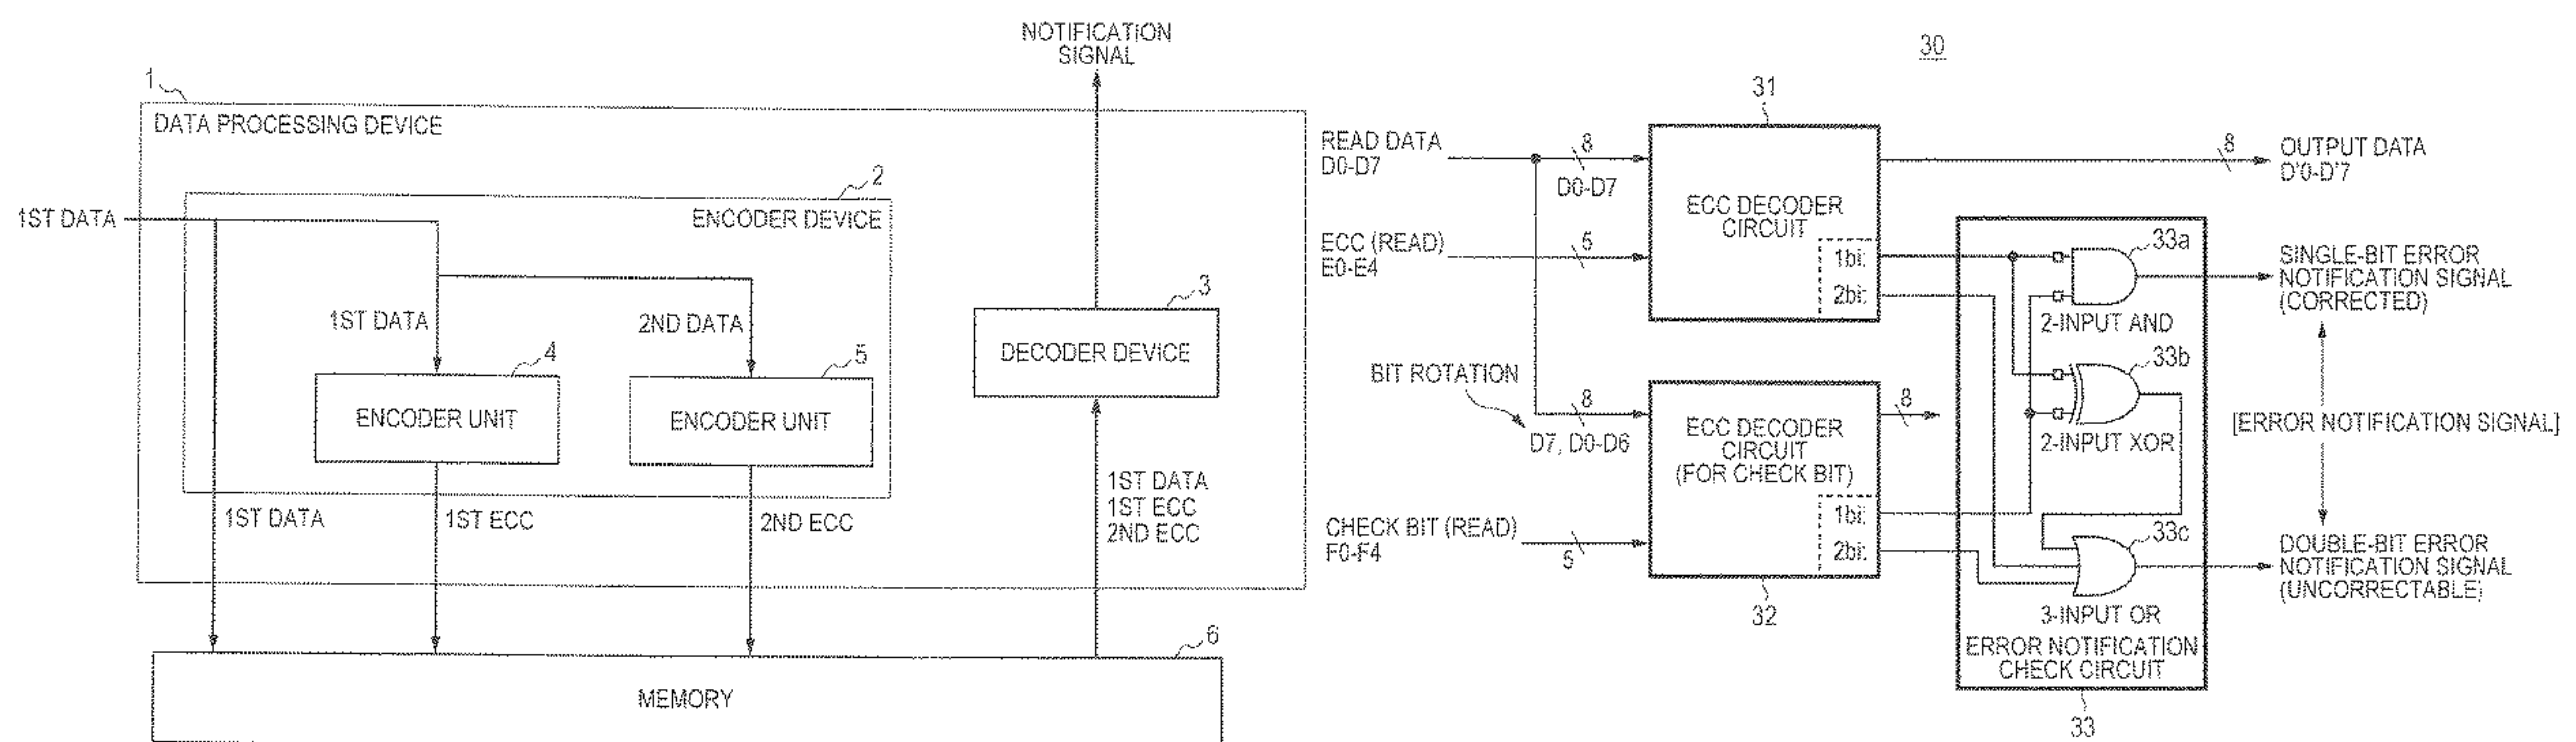 NOTIFICATION
SIGNAL
1
DATA PROCESSING DEVICE
2
1ST DATA
ENCODER DEVICE
1ST DATA
2ND DATA
3
DECODER DEVICE
4
ENCODER UNIT
5
ENCODER UNIT
1ST DATA
1ST ECC
2ND ECC
1ST DATA
1ST ECC
2ND ECC
6
MEMORY
30
31
READ DATA
D0-D7
8
D0-D7
ECC DECODER
CIRCUIT
8
OUTPUT DATA
D'0-D'7
ECC (READ)
E0-E4
5
1bit
2bit
33a
2-INPUT AND
SINGLE-BIT ERROR
NOTIFICATION SIGNAL
(CORRECTED)
BIT ROTATION
8
D7, D0-D6
ECC DECODER
CIRCUIT
(FOR CHECK BIT)
8
33b
2-INPUT XOR
[ERROR NOTIFICATION SIGNAL]
CHECK BIT (READ)
F0-F4
5
1bit
2bit
32
33c
3-INPUT OR
DOUBLE-BIT ERROR
NOTIFICATION SIGNAL
(UNCORRECTABLE)
ERROR NOTIFICATION
CHECK CIRCUIT
33